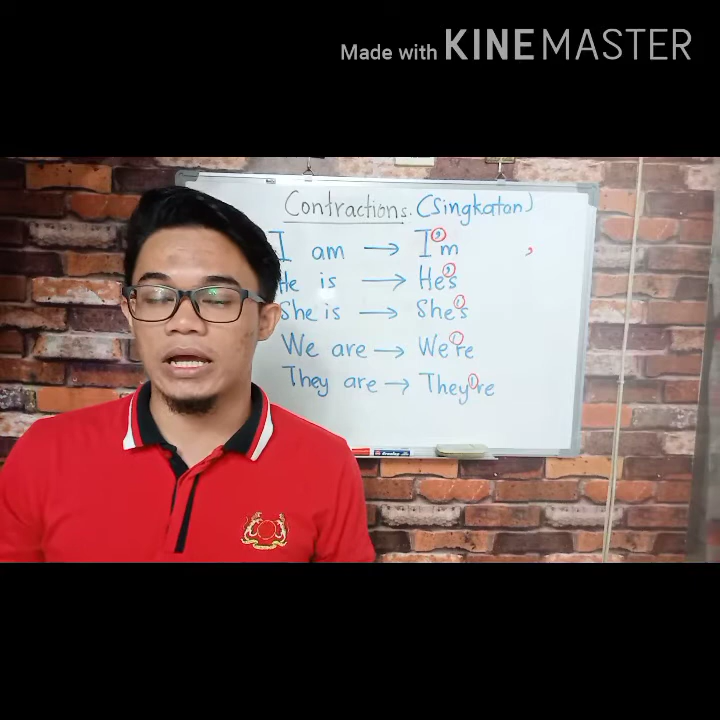 Made with KINEMASTER
Contractions. (Singkatan)
I am → I'm ,
He is → He's
She is → She's
We are → We're
They are → They're